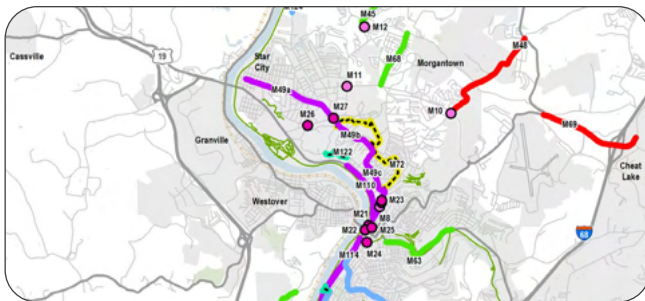 M124
M45
M12
M48
Cassville
19
Star
City
M68
Morgantown
M11
M49a
M10
M27
M26
M69
M49b
Granville
M122
M72
Cheat
Lake
M49c
M110
M23
Westover
M21
M8
M22
M25
M24
68
M114
M63